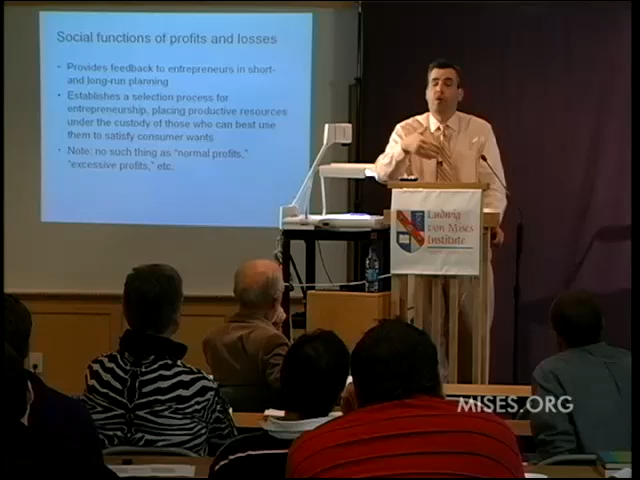 Social functions of profits and losses
• Provides feedback to entrepreneurs in short-
and long-run planning
• Establishes a selection process for
entrepreneurship, placing productive resources
under the custody of those who can best use
them to satisfy consumer wants
• Note: no such thing as “normal profits,”
“excessive profits,” etc.
Ludwig
von Mises
Institute
MISES.ORG